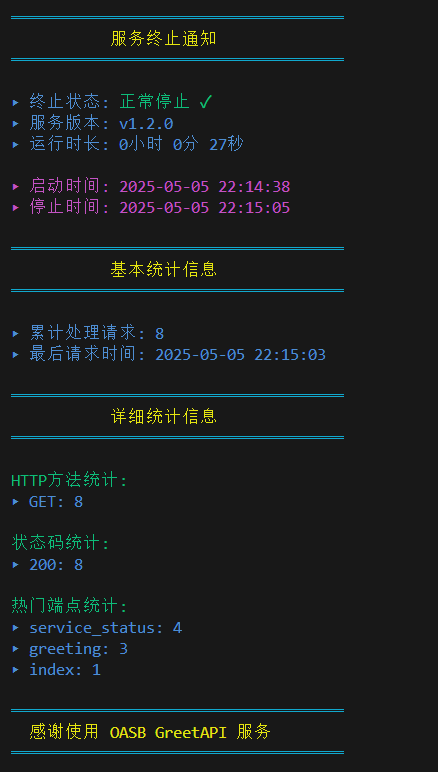 服务终止通知
▸ 终止状态: 正常停止 ✓
▸ 服务版本: v1.2.0
▸ 运行时长: 0小时 0分 27秒
▸ 启动时间: 2025-05-05 22:14:38
▸ 停止时间: 2025-05-05 22:15:05
基本统计信息
▸ 累计处理请求: 8
▸ 最后请求时间: 2025-05-05 22:15:03
详细统计信息
HTTP方法统计:
▸ GET: 8
状态码统计:
▸ 200: 8
热门端点统计:
▸ service_status: 4
▸ greeting: 3
▸ index: 1
感谢使用 OASB GreetAPI 服务